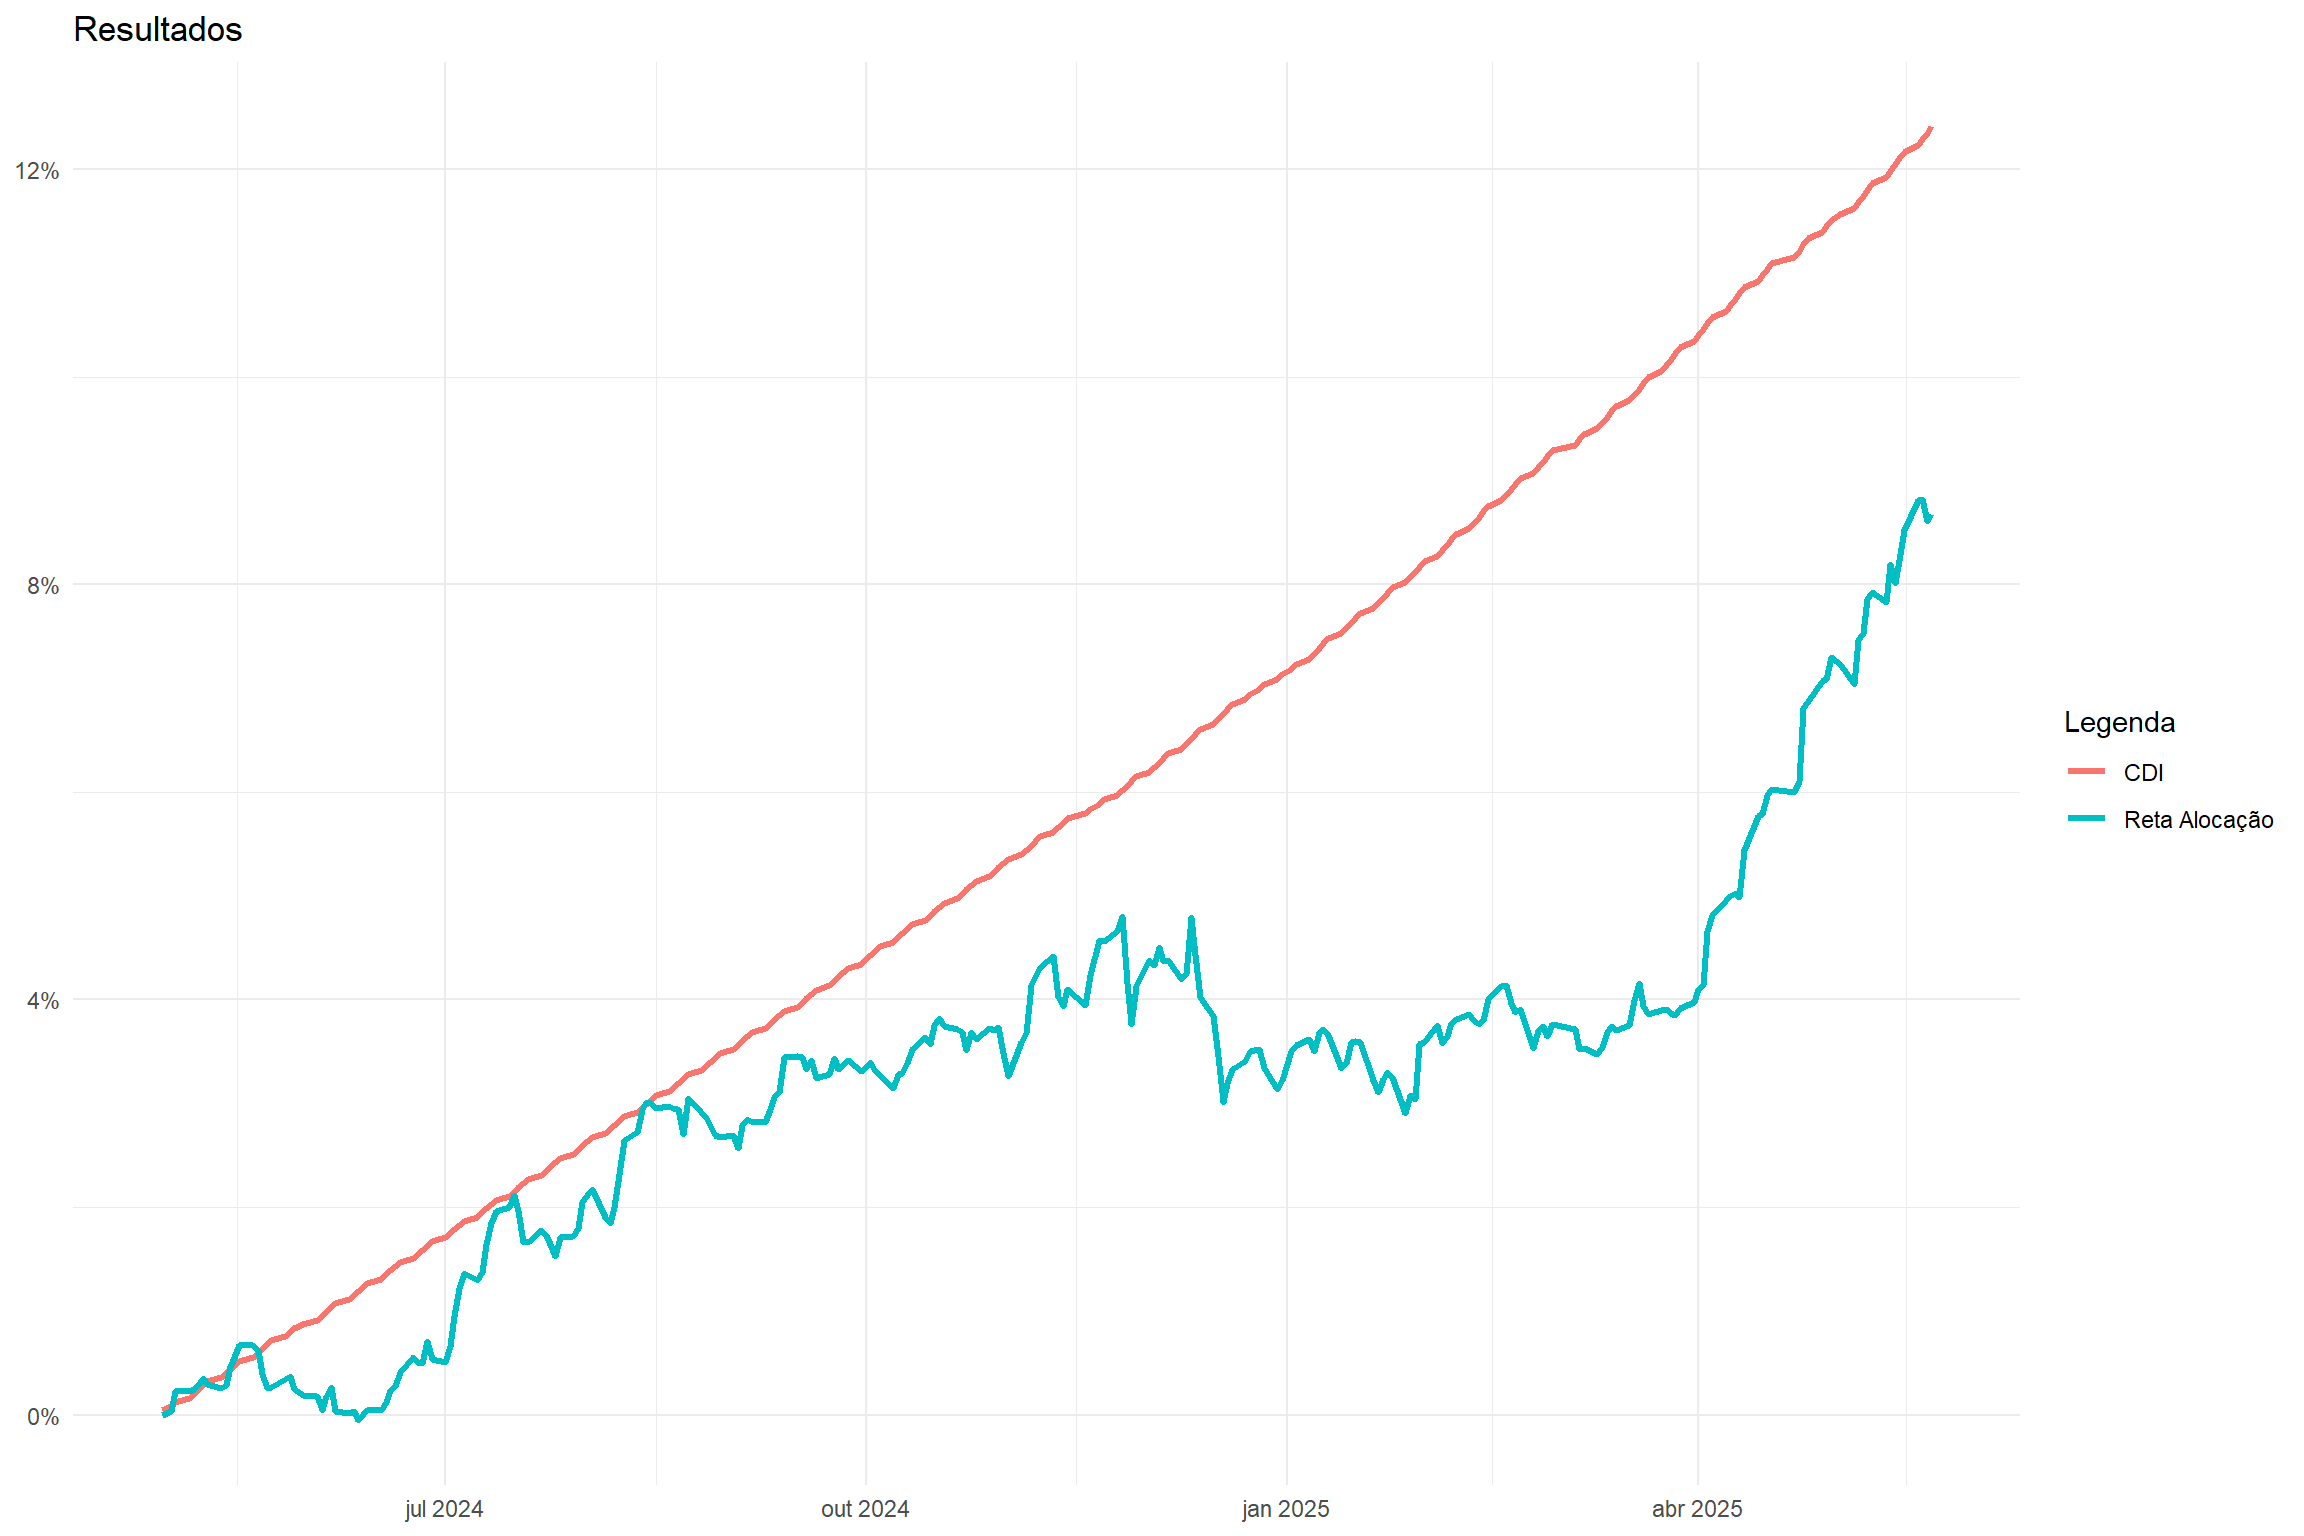 Resultados
12%
8%
4%
0%
jul 2024
out 2024
jan 2025
abr 2025
Legenda
CDI
Reta Alocação